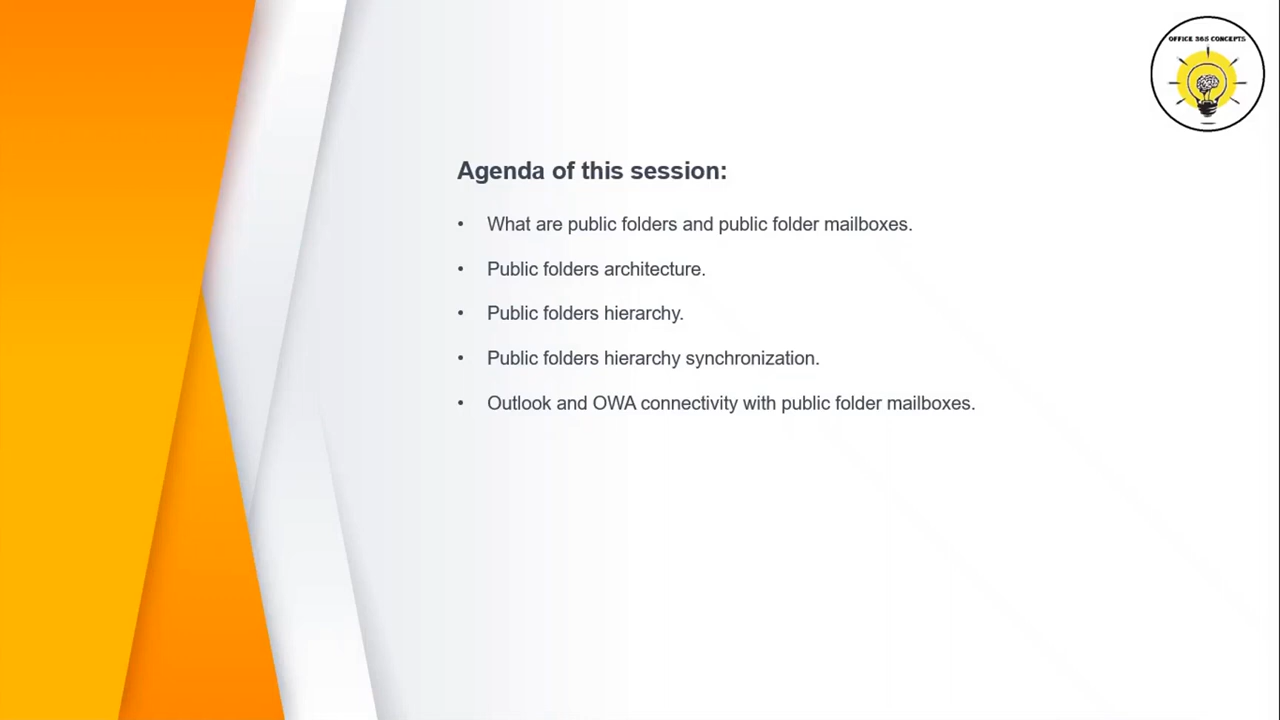 OFFICE 365 CONCEPTS
Agenda of this session:
• What are public folders and public folder mailboxes.
• Public folders architecture.
• Public folders hierarchy.
• Public folders hierarchy synchronization.
• Outlook and OWA connectivity with public folder mailboxes.